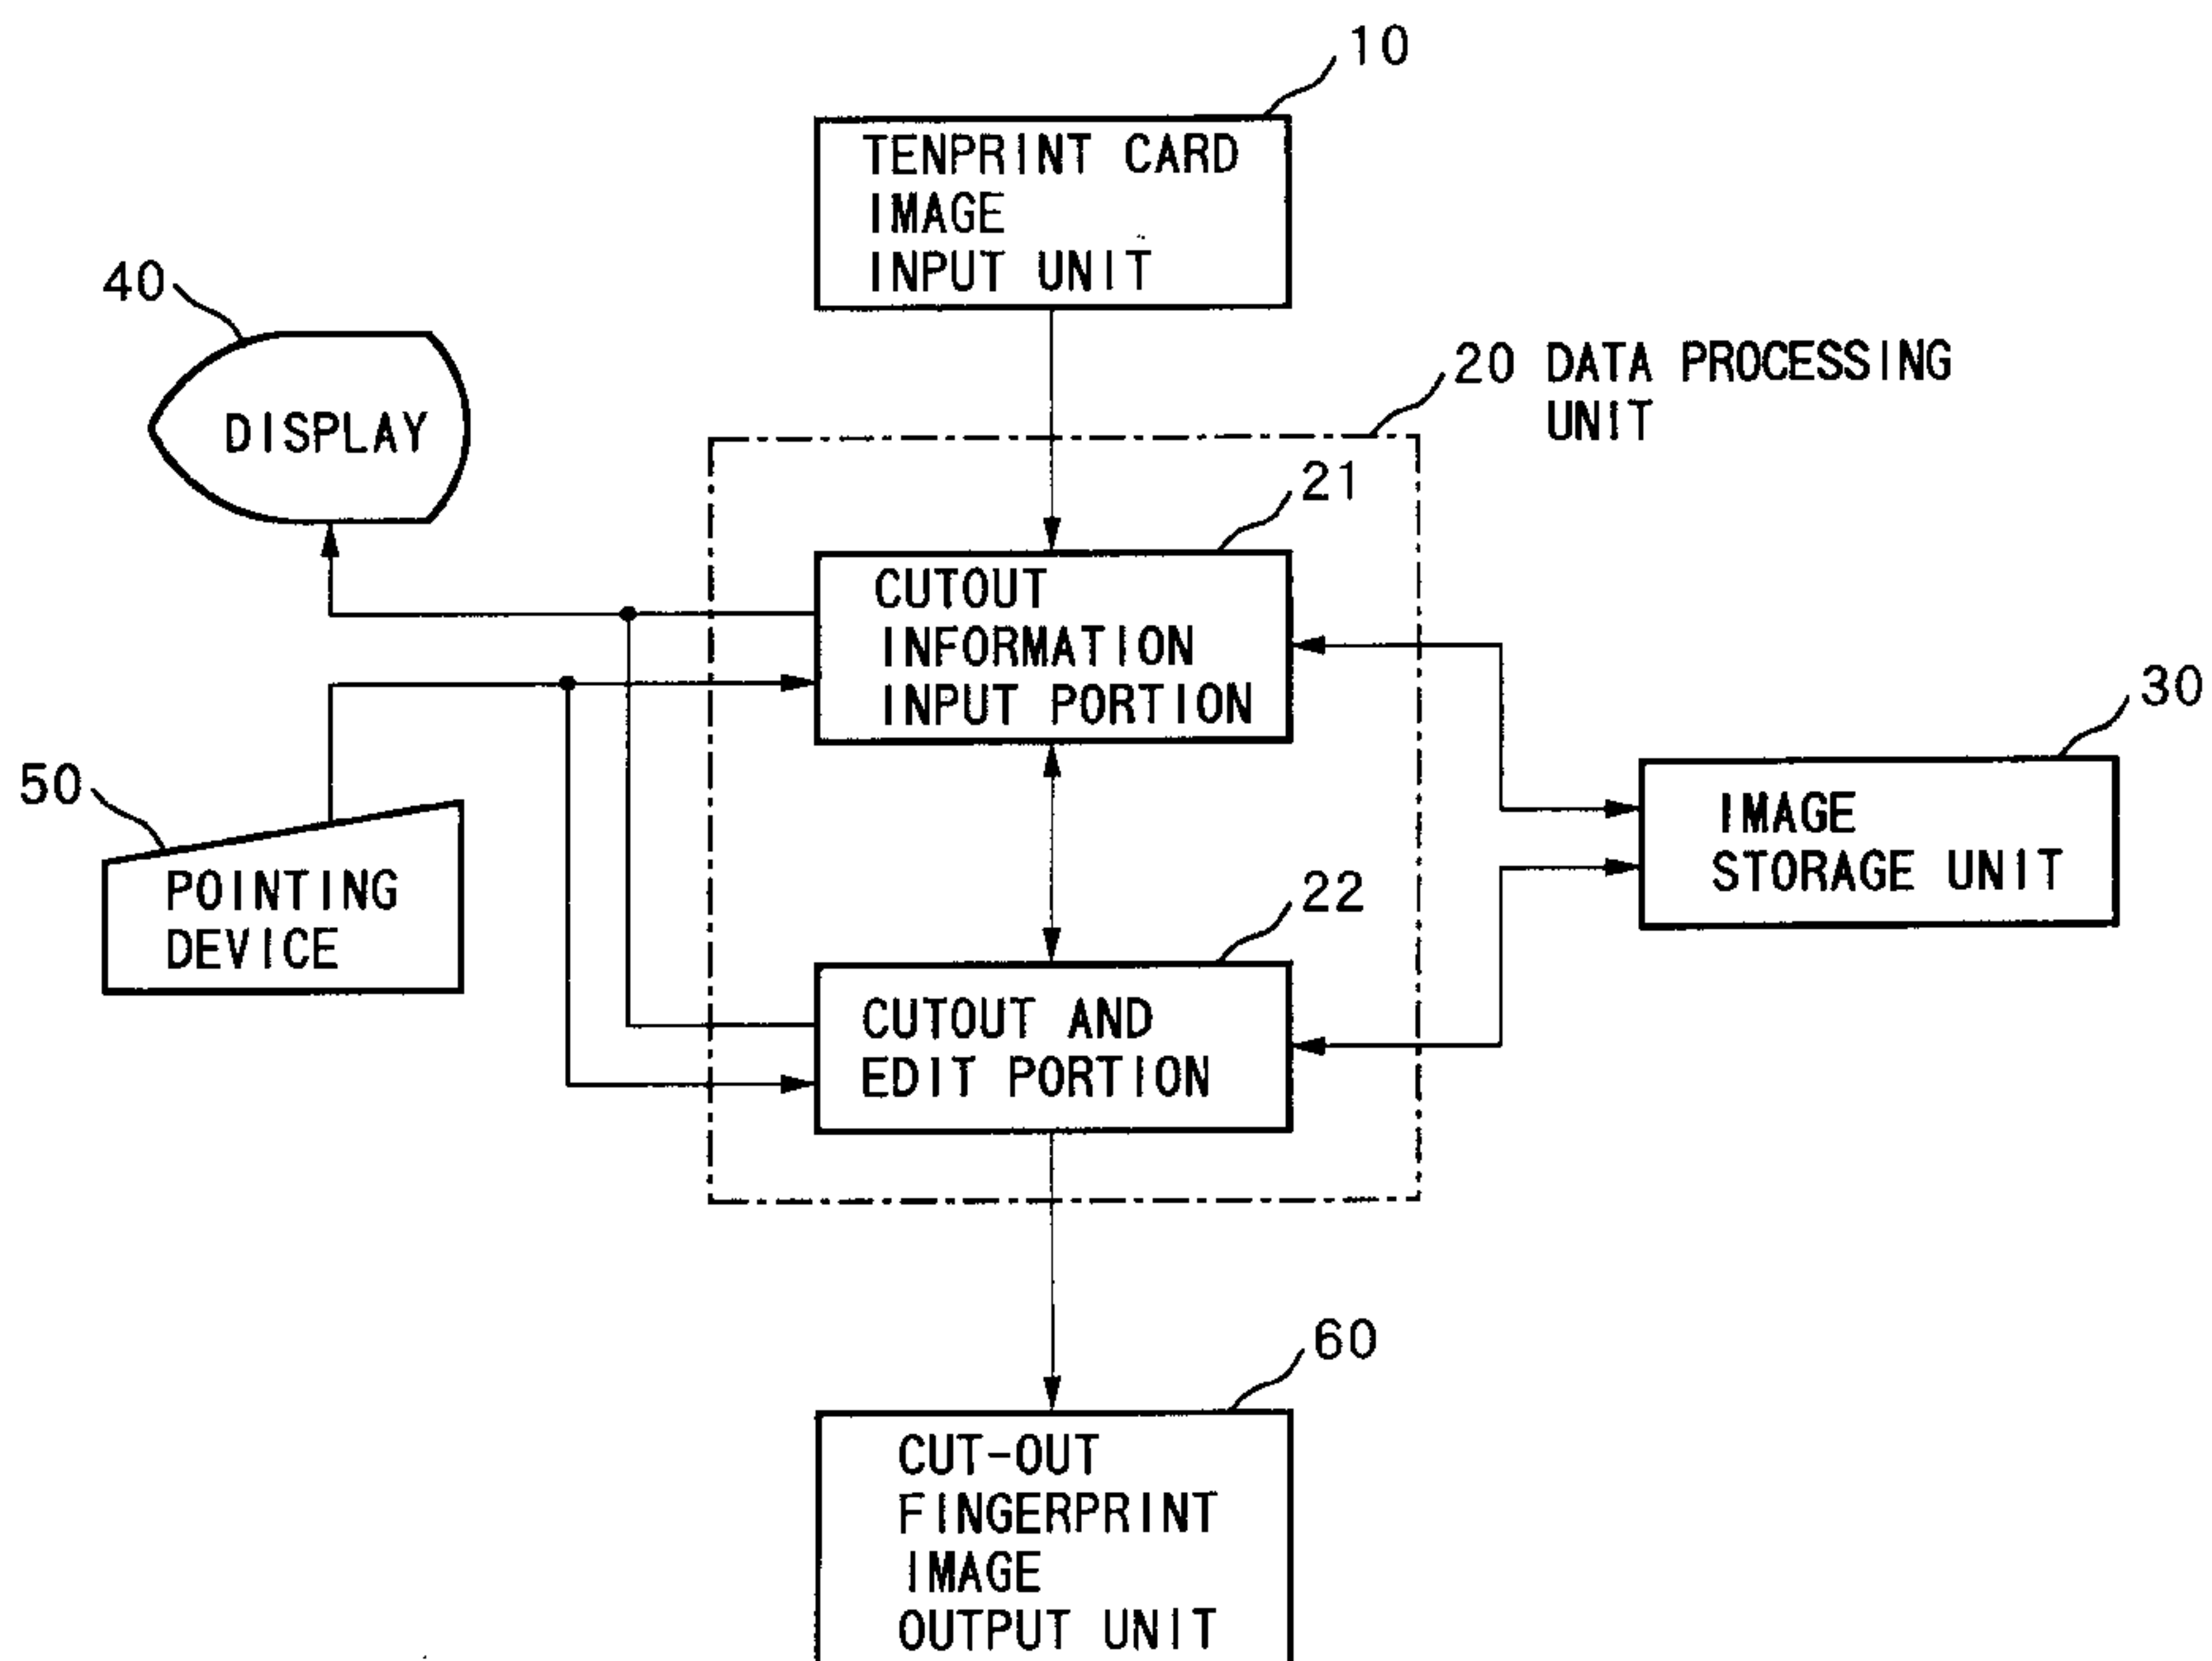 10
TENPRINT CARD
IMAGE
INPUT UNIT
40
DISPLAY
20 DATA PROCESSING
UNIT
21
CUTOUT
INFORMATION
INPUT PORTION
30
IMAGE
STORAGE UNIT
50
POINTING
DEVICE
22
CUTOUT AND
EDIT PORTION
60
CUT-OUT
FINGERPRINT
IMAGE
OUTPUT UNIT